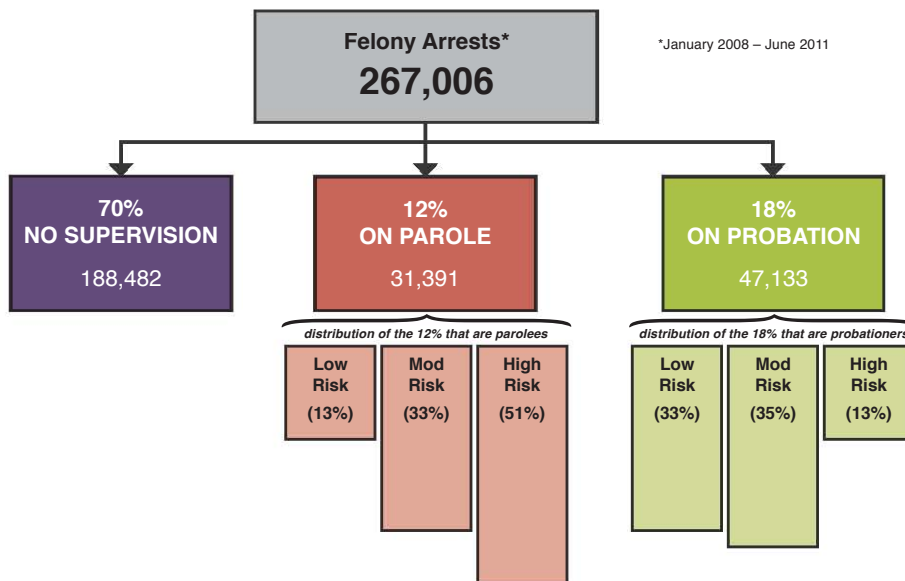 Felony Arrests*
267,006
*January 2008 – June 2011
70%
NO SUPERVISION
188,482
12%
ON PAROLE
31,391
18%
ON PROBATION
47,133
distribution of the 12% that are parolees
Low
Risk
(13%)
Mod
Risk
(33%)
High
Risk
(51%)
distribution of the 18% that are probationers
Low
Risk
(33%)
Mod
Risk
(35%)
High
Risk
(13%)